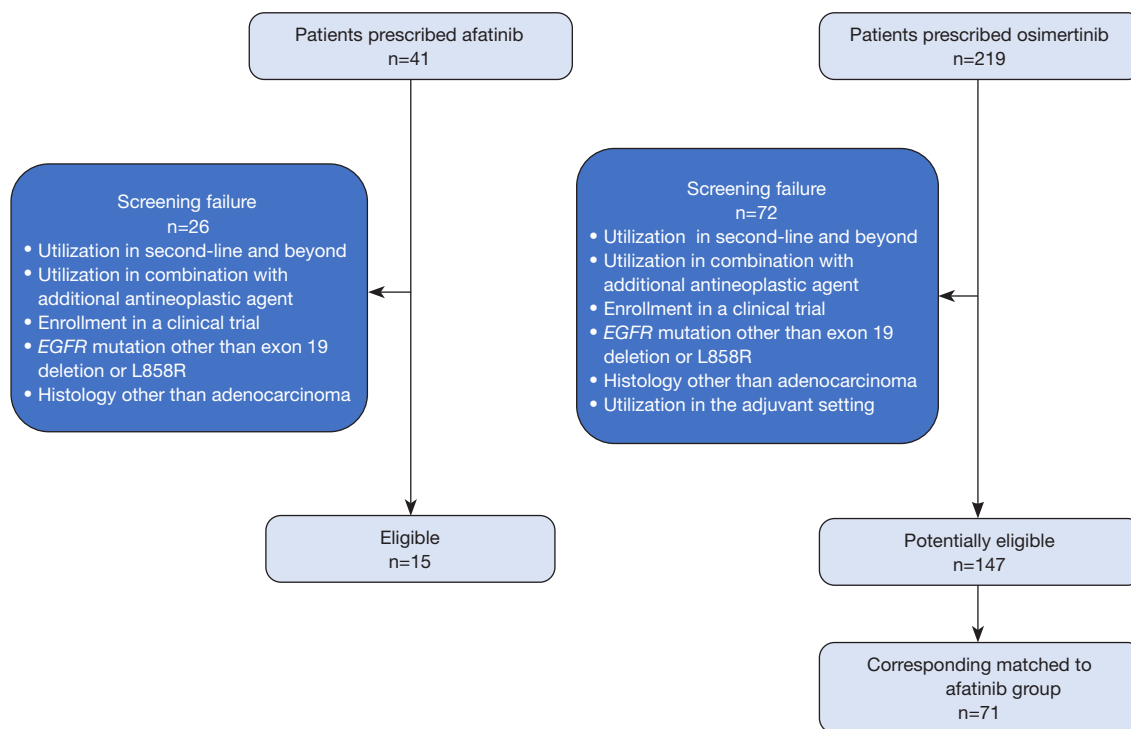 Patients prescribed afatinib
n=41
Screening failure
n=26
• Utilization in second-line and beyond
• Utilization in combination with
additional antineoplastic agent
• Enrollment in a clinical trial
• EGFR mutation other than exon 19
deletion or L858R
• Histology other than adenocarcinoma
Eligible
n=15
Patients prescribed osimertinib
n=219
Screening failure
n=72
• Utilization in second-line and beyond
• Utilization in combination with
additional antineoplastic agent
• Enrollment in a clinical trial
• EGFR mutation other than exon 19
deletion or L858R
• Histology other than adenocarcinoma
• Utilization in the adjuvant setting
Potentially eligible
n=147
Corresponding matched to
afatinib group
n=71